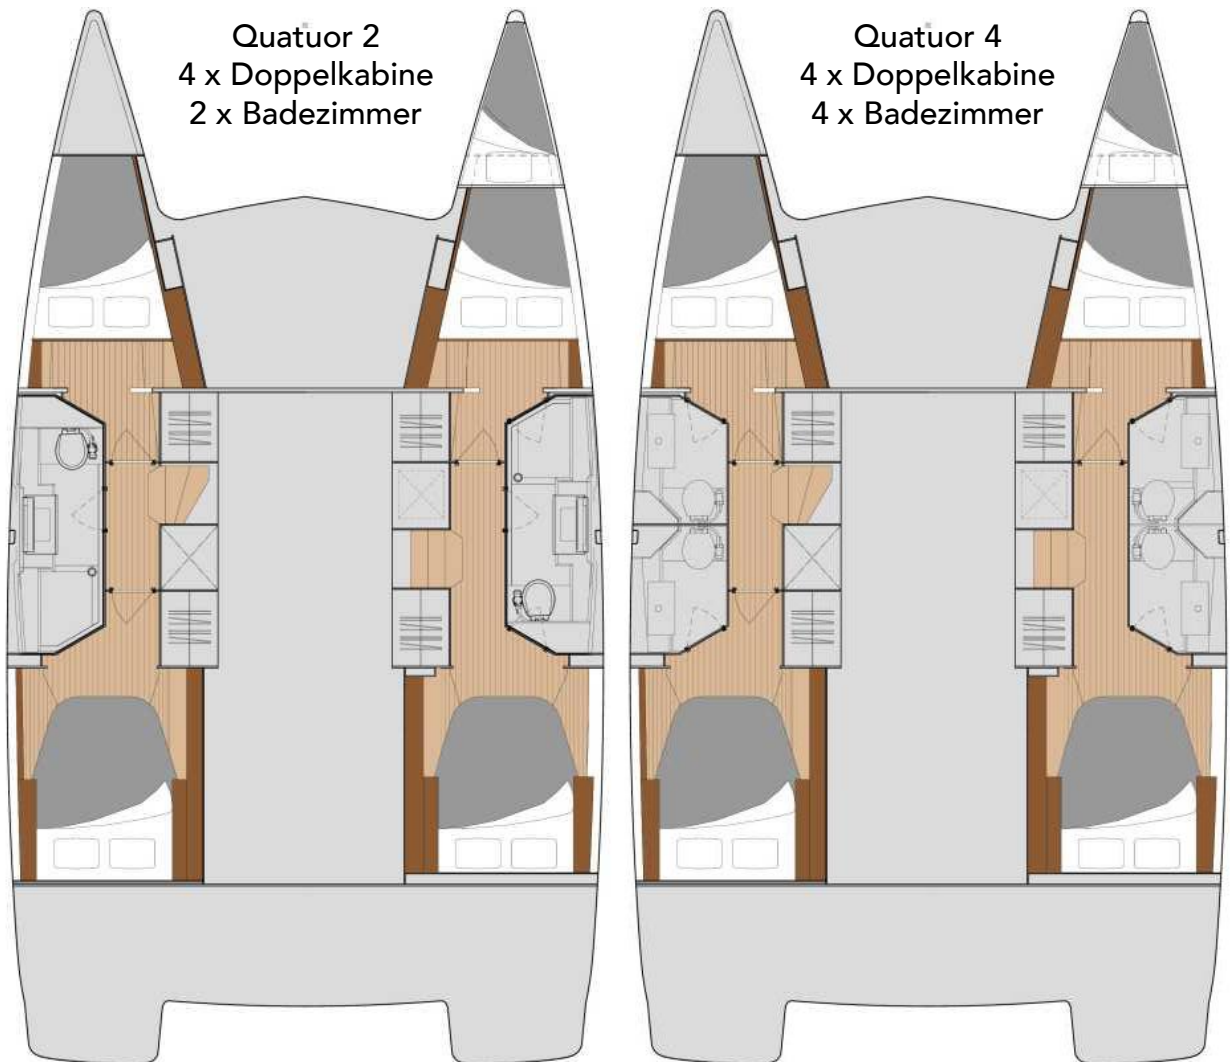 Quatuor 2
4 x Doppelkabine
2 x Badezimmer
Quatuor 4
4 x Doppelkabine
4 x Badezimmer